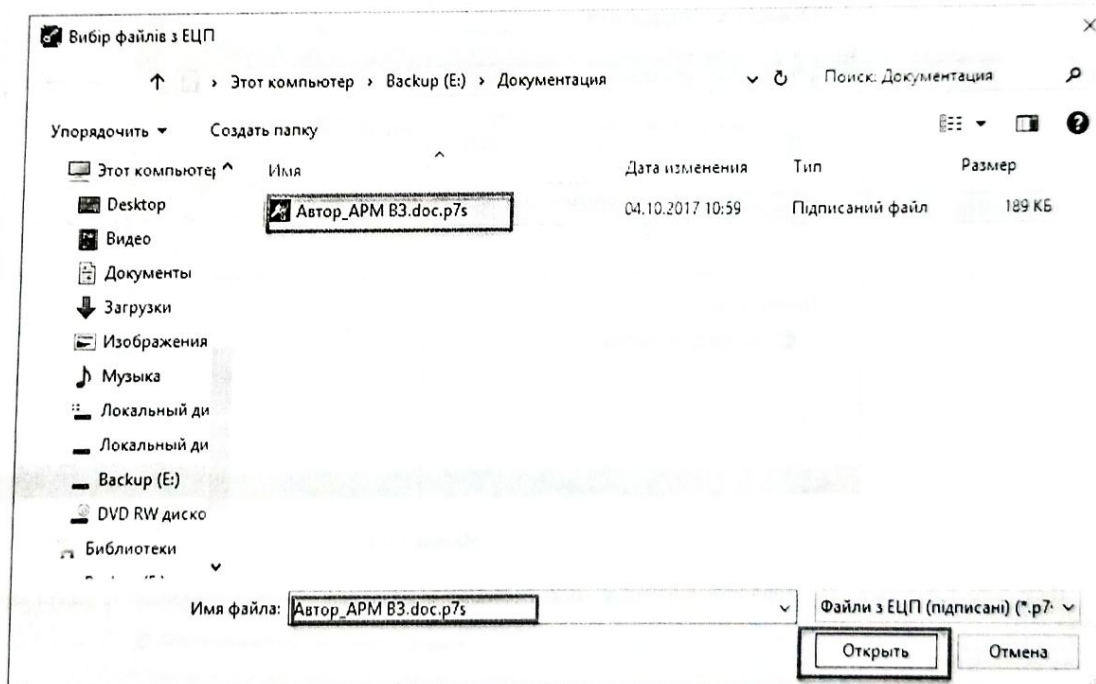 Вибір файлів з ЕЦП
Этот компьютер › Backup (E:) › Документация
Поиск: Документация
Упорядочить
Создать папку
Этот компьютер
Имя
Дата изменения
Тип
Размер
Desktop
Автор_АРМ ВЗ.doc.p7s
04.10.2017 10:59
Підписаний файл
189 КБ
Видео
Документы
Загрузки
Изображения
Музыка
Локальный ди
Локальный ди
Backup (E:)
DVD RW диско
Библиотеки
Имя файла:
Автор_АРМ ВЗ.doc.p7s
Файли з ЕЦП (підписані) (*.p7
Открыть
Отмена